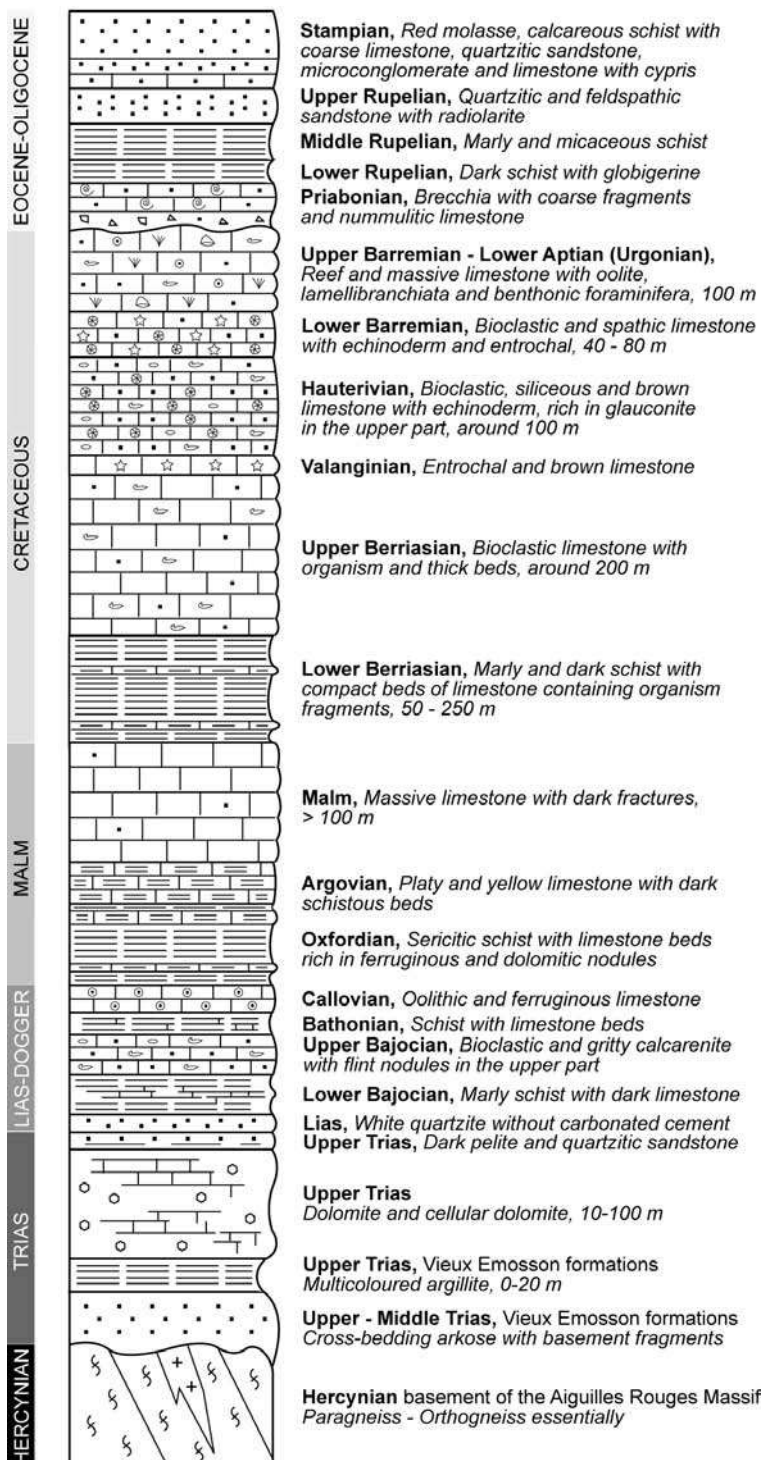 EOCENE-OLIGOCENE
Stampian, Red molasse, calcareous schist with
coarse limestone, quartzitic sandstone,
microconglomerate and limestone with cypris
Upper Rupelian, Quartzitic and feldspathic
sandstone with radiolarite
Middle Rupelian, Marly and micaceous schist
Lower Rupelian, Dark schist with globigerine
Priabonian, Brecchia with coarse fragments
and nummulitic limestone
CRETACEOUS
Upper Barremian - Lower Aptian (Urgonian),
Reef and massive limestone with oolite,
lamellibranchiata and benthonic foraminifera, 100 m
Lower Barremian, Bioclastic and spathic limestone
with echinoderm and entrochal, 40 - 80 m
Hauterivian, Bioclastic, siliceous and brown
limestone with echinoderm, rich in glauconite
in the upper part, around 100 m
Valanginian, Entrochal and brown limestone
Upper Berriasian, Bioclastic limestone with
organism and thick beds, around 200 m
Lower Berriasian, Marly and dark schist with
compact beds of limestone containing organism
fragments, 50 - 250 m
MALM
Malm, Massive limestone with dark fractures,
> 100 m
Argovian, Platy and yellow limestone with dark
schistous beds
Oxfordian, Sericitic schist with limestone beds
rich in ferruginous and dolomitic nodules
LIAS-DOGGER
Callovian, Oolithic and ferruginous limestone
Bathonian, Schist with limestone beds
Upper Bajocian, Bioclastic and gritty calcarenite
with flint nodules in the upper part
Lower Bajocian, Marly schist with dark limestone
Lias, White quartzite without carbonated cement
TRIAS
Upper Trias, Dark pelite and quartzitic sandstone
Upper Trias
Dolomite and cellular dolomite, 10-100 m
Upper Trias, Vieux Emosson formations
Multicoloured argillite, 0-20 m
Upper - Middle Trias, Vieux Emosson formations
Cross-bedding arkose with basement fragments
HERCYNIAN
Hercynian basement of the Aiguilles Rouges Massif
Paragneiss - Orthogneiss essentially